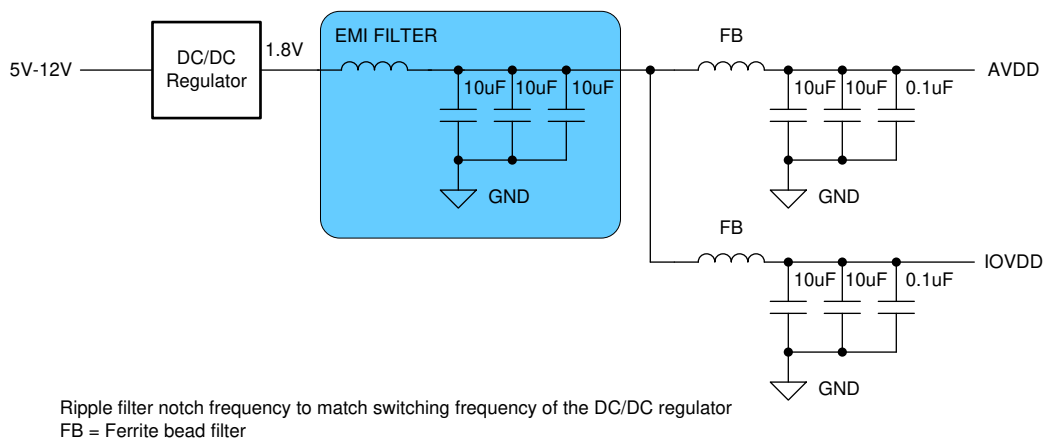 EMI FILTER
FB
DC/DC
Regulator
1.8V
5V-12V
AVDD
10uF
10uF
10uF
10uF
10uF
0.1uF
GND
GND
FB
IOVDD
10uF
10uF
0.1uF
GND
Ripple filter notch frequency to match switching frequency of the DC/DC regulator
FB = Ferrite bead filter